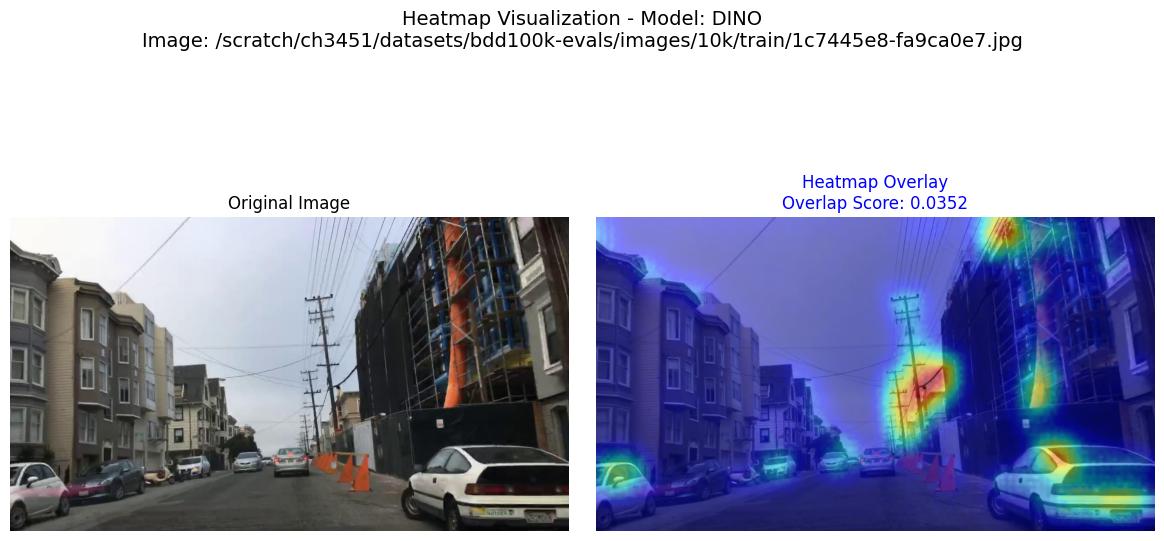 Heatmap Visualization - Model: DINO
Image: /scratch/ch3451/datasets/bdd100k-evals/images/10k/train/1c7445e8-fa9ca0e7.jpg
Original Image
Heatmap Overlay
Overlap Score: 0.0352